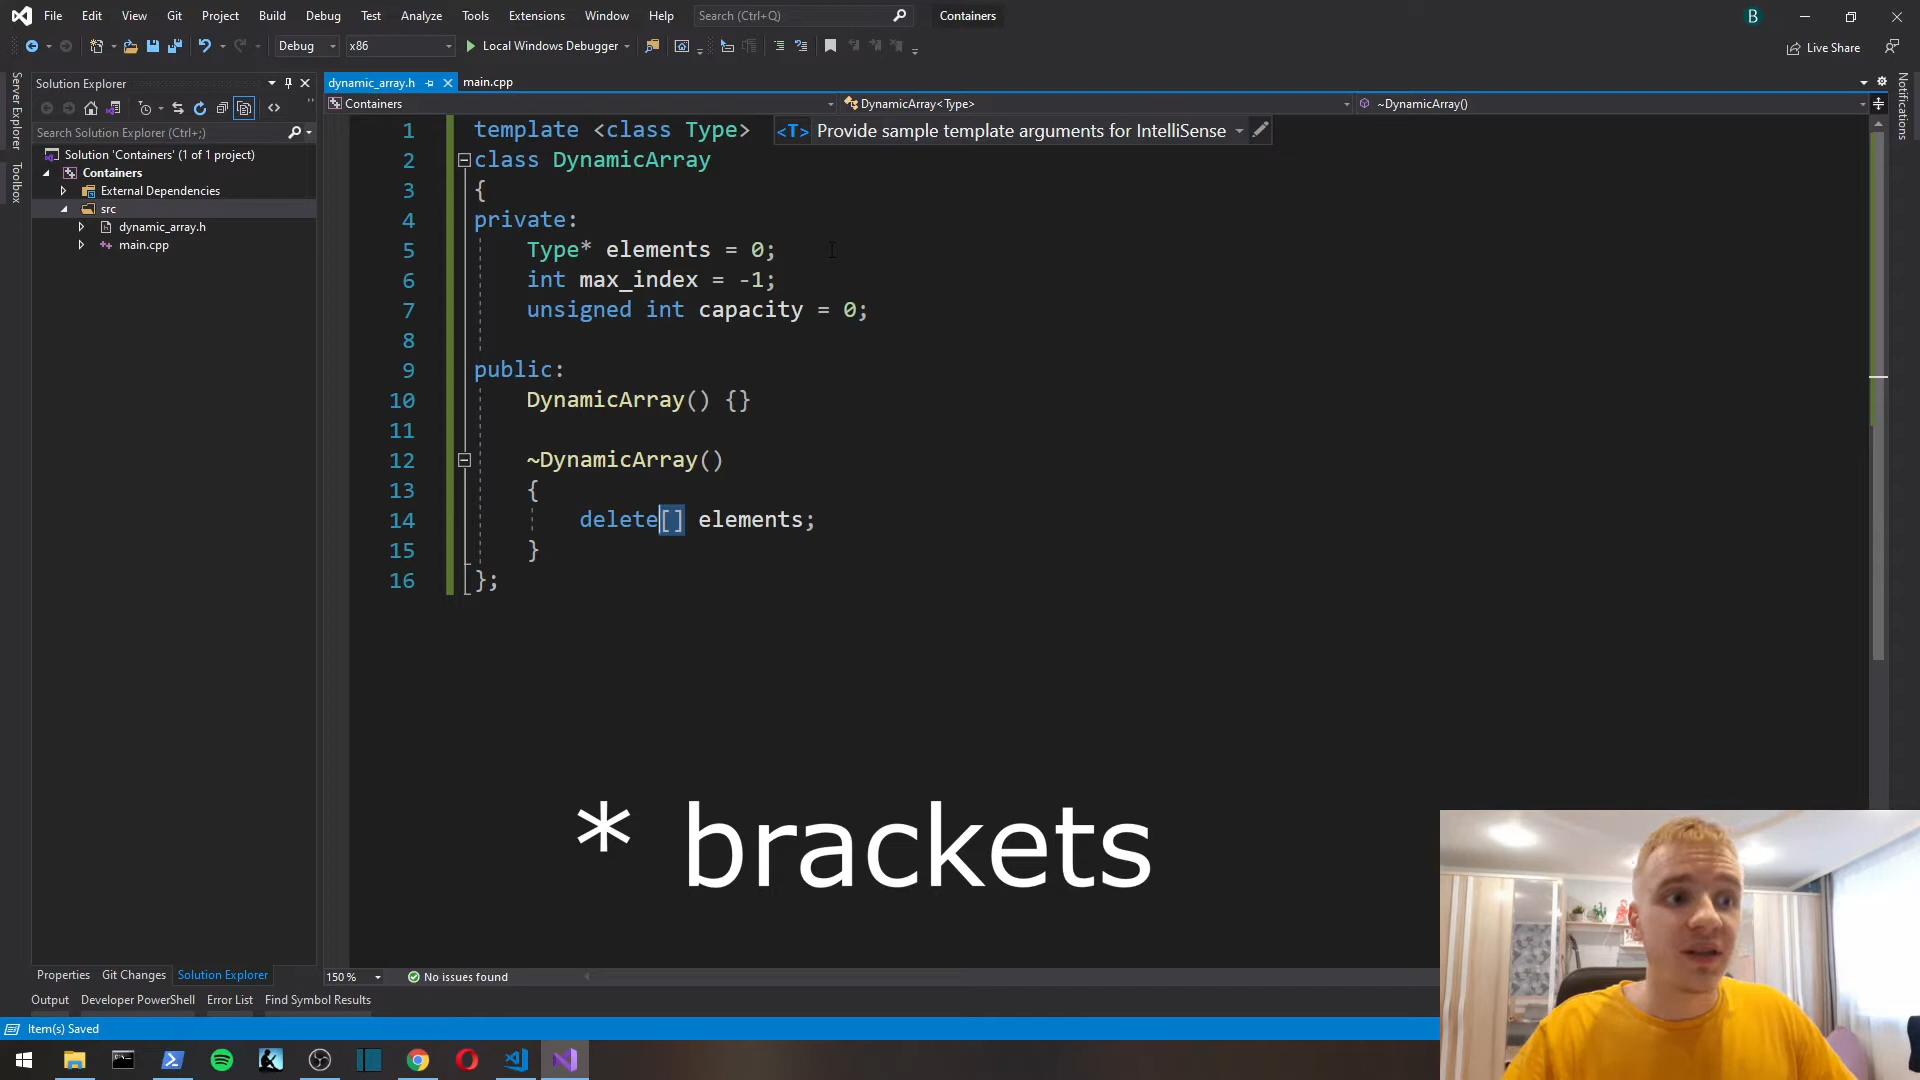 File Edit View Git Project Build Debug Test Analyze Tools Extensions Window Help Search (Ctrl+Q) Containers B
Debug x86 Local Windows Debugger Live Share
Server Explorer
Toolbox
Notifications
Solution Explorer
Search Solution Explorer (Ctrl+;)
Solution 'Containers' (1 of 1 project)
Containers
External Dependencies
src
dynamic_array.h
main.cpp
dynamic_array.h main.cpp
Containers DynamicArray<Type> ~DynamicArray()
1 template <class Type> <T> Provide sample template arguments for IntelliSense
2 class DynamicArray
3 {
4 private:
5 Type* elements = 0;
6 int max_index = -1;
7 unsigned int capacity = 0;
8
9 public:
10 DynamicArray() {}
11
12 ~DynamicArray()
13 {
14 delete[] elements;
15 }
16 };
* brackets
Properties Git Changes Solution Explorer
150 % No issues found
Output Developer PowerShell Error List Find Symbol Results
Item(s) Saved